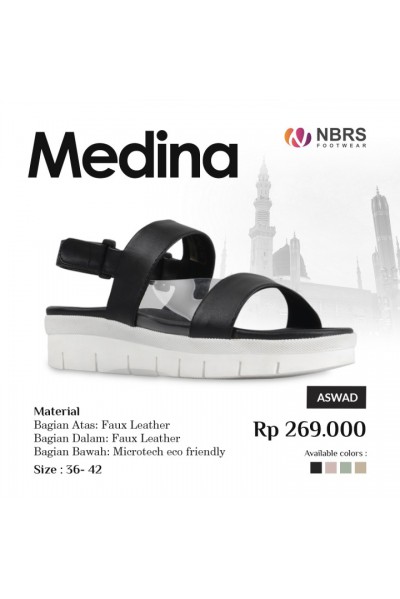 NBRS
FOOTWEAR
Medina
ASWAD
Material
Bagian Atas: Faux Leather
Bagian Dalam: Faux Leather
Bagian Bawah: Microtech eco friendly
Size : 36- 42
Rp 269.000
Available colors :